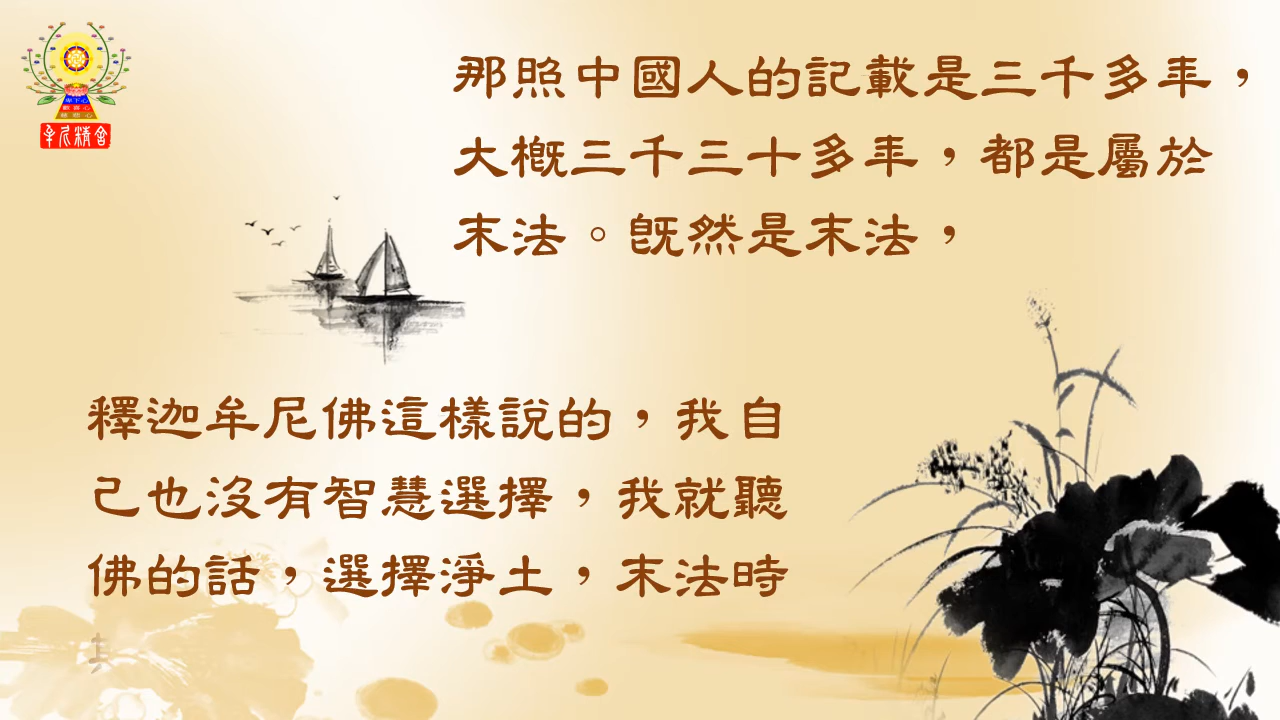 那照中國人的記載是三千多年，
大概三千三十多年，都是屬於
末法。既然是末法，
釋迦牟尼佛這樣說的，我自
己也沒有智慧選擇，我就聽
佛的話，選擇淨土，末法時